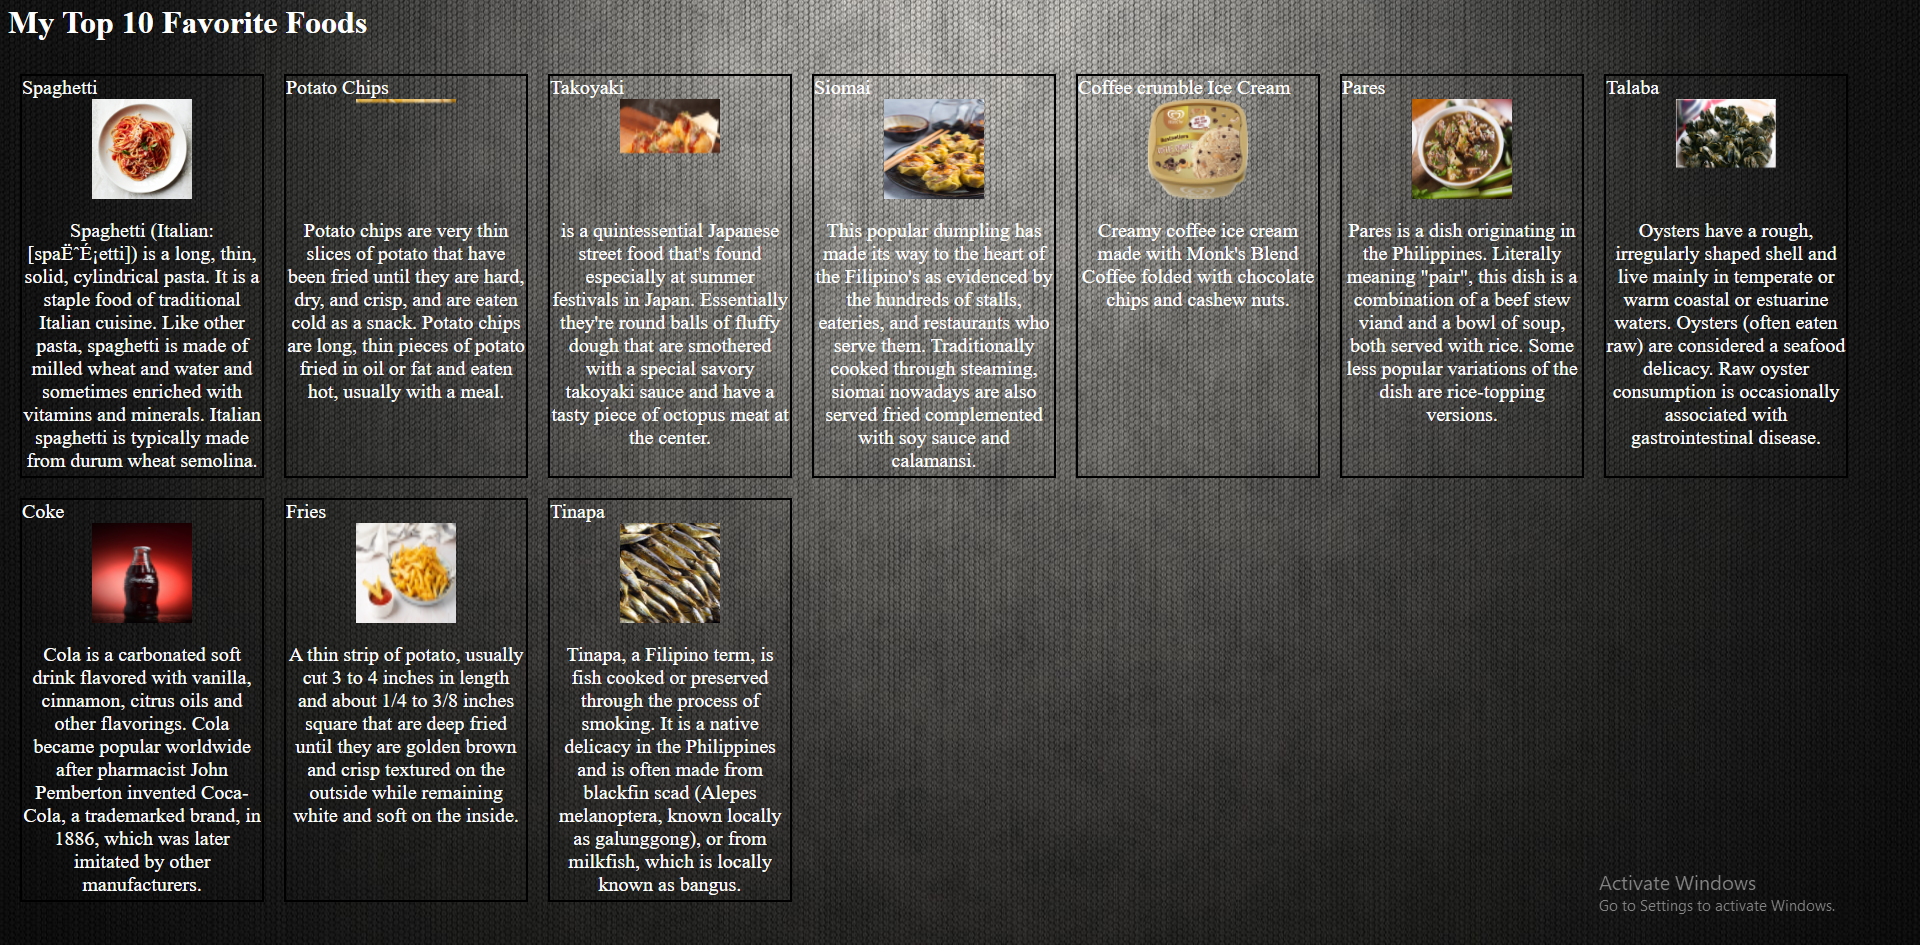 My Top 10 Favorite Foods
Spaghetti
Spaghetti (Italian:
[spaËˆÉ¡etti]) is a long, thin,
solid, cylindrical pasta. It is a
staple food of traditional
Italian cuisine. Like other
pasta, spaghetti is made of
milled wheat and water and
sometimes enriched with
vitamins and minerals. Italian
spaghetti is typically made
from durum wheat semolina.
Potato Chips
Potato chips are very thin
slices of potato that have
been fried until they are hard,
dry, and crisp, and are eaten
cold as a snack. Potato chips
are long, thin pieces of potato
fried in oil or fat and eaten
hot, usually with a meal.
Takoyaki
is a quintessential Japanese
street food that's found
especially at summer
festivals in Japan. Essentially
they're round balls of fluffy
dough that are smothered
with a special savory
takoyaki sauce and have a
tasty piece of octopus meat at
the center.
Siomai
This popular dumpling has
made its way to the heart of
the Filipino's as evidenced by
the hundreds of stalls,
eateries, and restaurants who
serve them. Traditionally
cooked through steaming,
siomai nowadays are also
served fried complemented
with soy sauce and
calamansi.
Coffee crumble Ice Cream
Creamy coffee ice cream
made with Monk's Blend
Coffee folded with chocolate
chips and cashew nuts.
Pares
Pares is a dish originating in
the Philippines. Literally
meaning "pair", this dish is a
combination of a beef stew
viand and a bowl of soup,
both served with rice. Some
less popular variations of the
dish are rice-topping
versions.
Talaba
Oysters have a rough,
irregularly shaped shell and
live mainly in temperate or
warm coastal or estuarine
waters. Oysters (often eaten
raw) are considered a seafood
delicacy. Raw oyster
consumption is occasionally
associated with
gastrointestinal disease.
Coke
Cola is a carbonated soft
drink flavored with vanilla,
cinnamon, citrus oils and
other flavorings. Cola
became popular worldwide
after pharmacist John
Pemberton invented Coca-
Cola, a trademarked brand, in
1886, which was later
imitated by other
manufacturers.
Fries
A thin strip of potato, usually
cut 3 to 4 inches in length
and about 1/4 to 3/8 inches
square that are deep fried
until they are golden brown
and crisp textured on the
outside while remaining
white and soft on the inside.
Tinapa
Tinapa, a Filipino term, is
fish cooked or preserved
through the process of
smoking. It is a native
delicacy in the Philippines
and is often made from
blackfin scad (Alepes
melanoptera, known locally
as galunggong), or from
milkfish, which is locally
known as bangus.
Activate Windows
Go to Settings to activate Windows.